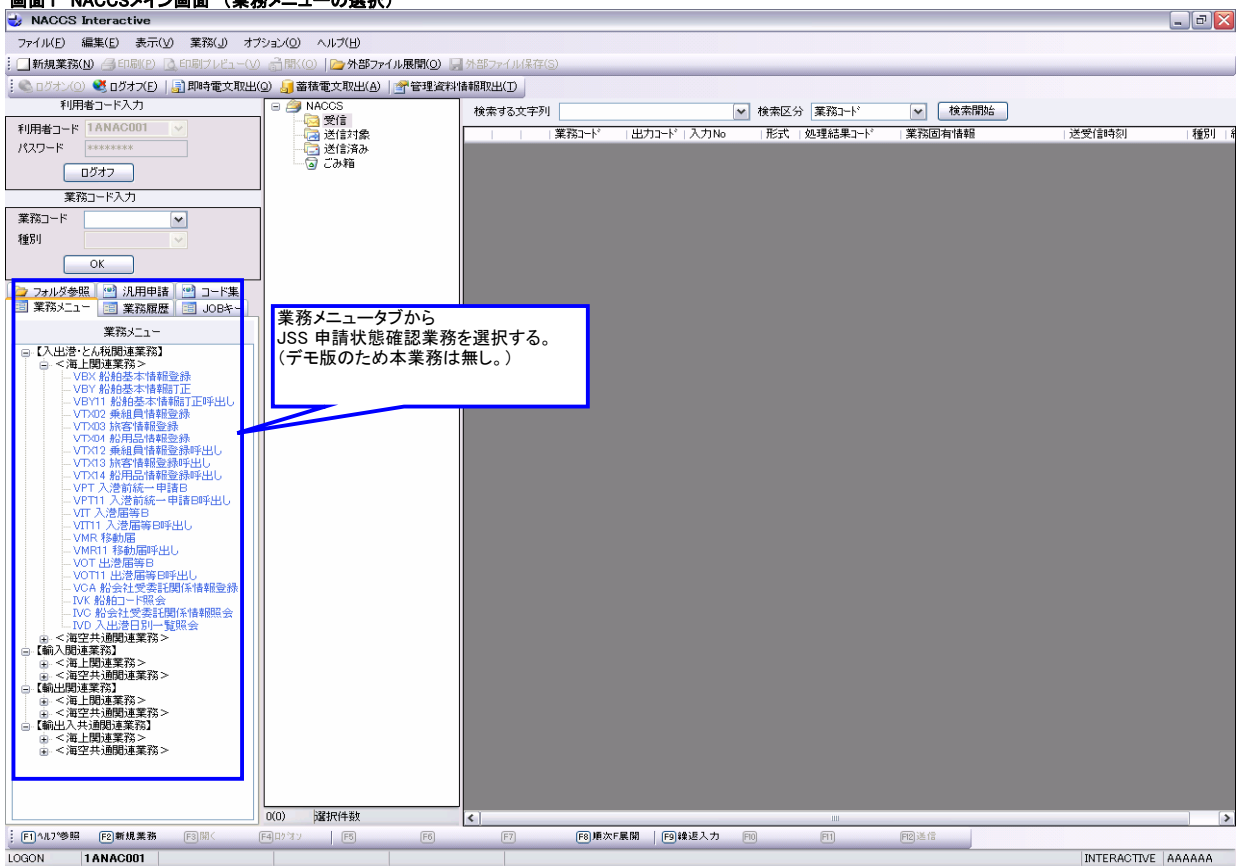 画面1 NACCSメイン画面 (業務メニューの選択)
NACCS Interactive
ファイル(F) 編集(E) 表示(V) 業務(J) オプション(O) ヘルプ(H)
新規業務(N) 印刷(P) 印刷プレビュー(V) 開く(O) 外部ファイル展開(O) 外部ファイル保存(S)
ログオン(O) ログオフ(F) 即時電文取出(Q) 蓄積電文取出(A) 管理資料情報取出(T)
利用者コード入力
利用者コード 1ANAC001
パスワード ********
ログオフ
業務コード入力
業務コード
種別
OK
フォルダ参照 汎用申請 コード集
業務メニュー 業務履歴 JOBキー
業務メニュー
【入出港・とん税関連業務】
<海上関連業務>
VBX 船舶基本情報登録
VBY 船舶基本情報訂正
VBY11 船舶基本情報訂正呼出し
VTX02 乗組員情報登録
VTX03 旅客情報登録
VTX04 船用品情報登録
VTX12 乗組員情報登録呼出し
VTX13 旅客情報登録呼出し
VTX14 船用品情報登録呼出し
VPT 入港前統一申請B
VPT11 入港前統一申請B呼出し
VIT 入港届等B
VIT11 入港届等B呼出し
VMR 移動届
VMR11 移動届呼出し
VOT 出港届等B
VOT11 出港届等B呼出し
VCA 船会社受委託関係情報登録
IVK 船舶コード照会
IVC 船会社受委託関係情報照会
IVD 入出港日別一覧照会
<海空共通関連業務>
【輸入関連業務】
<海上関連業務>
<海空共通関連業務>
【輸出関連業務】
<海上関連業務>
<海空共通関連業務>
【輸出入共通関連業務】
<海上関連業務>
<海空共通関連業務>
NACCS
受信
送信対象
送信済み
ごみ箱
0(0) 選択件数
検索する文字列 検索区分 業務コード 検索開始
業務コード 出力コード 入力No 形式 処理結果コード 業務固有情報 送受信時刻 種別
業務メニュータブから
JSS 申請状態確認業務を選択する。
(デモ版のため本業務は無し。)
F1 ヘルプ参照 F2 新規業務 F3 開く F4 ログオン F5 F6 F7 F8 順次F展開 F9 繰返入力 F10 F11 F12 送信
LOGON 1ANAC001 INTERACTIVE AAAAAA